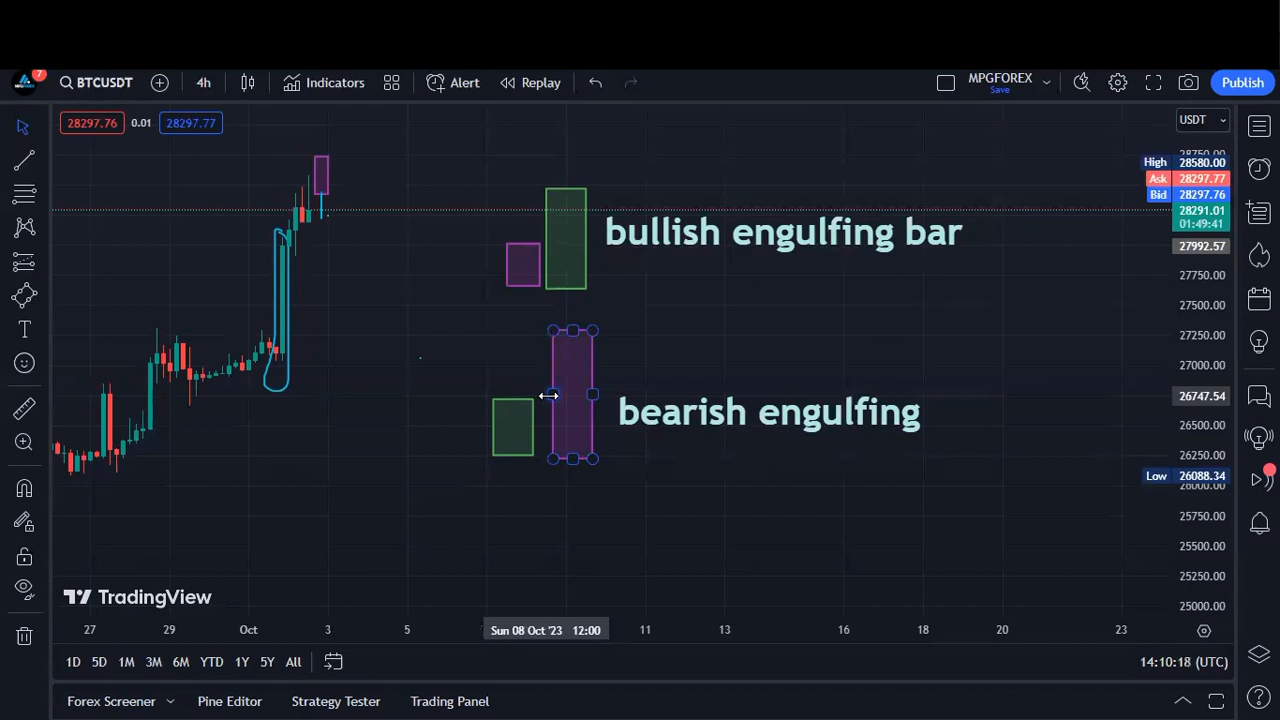 7
BTCUSDT
4h
Indicators
Alert
Replay
MPGFOREX
Save
Publish
28297.76
0.01
28297.77
USDT
28750.00
High 28580.00
Ask 28297.77
Bid 28297.76
28291.01
01:49:41
bullish engulfing bar
27992.57
27750.00
27500.00
27250.00
27000.00
26747.54
bearish engulfing
26500.00
26250.00
Low 26088.34
26000.00
25750.00
25500.00
25250.00
25000.00
TradingView
27 29 Oct 3 5 Sun 08 Oct '23 12:00 11 13 16 18 20 23
1D 5D 1M 3M 6M YTD 1Y 5Y All
14:10:18 (UTC)
Forex Screener Pine Editor Strategy Tester Trading Panel